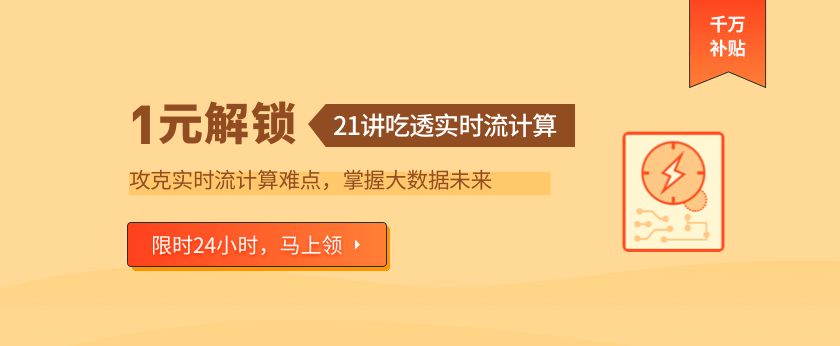 千万
补贴
1元解锁
21讲吃透实时流计算
攻克实时流计算难点，掌握大数据未来
限时24小时，马上领